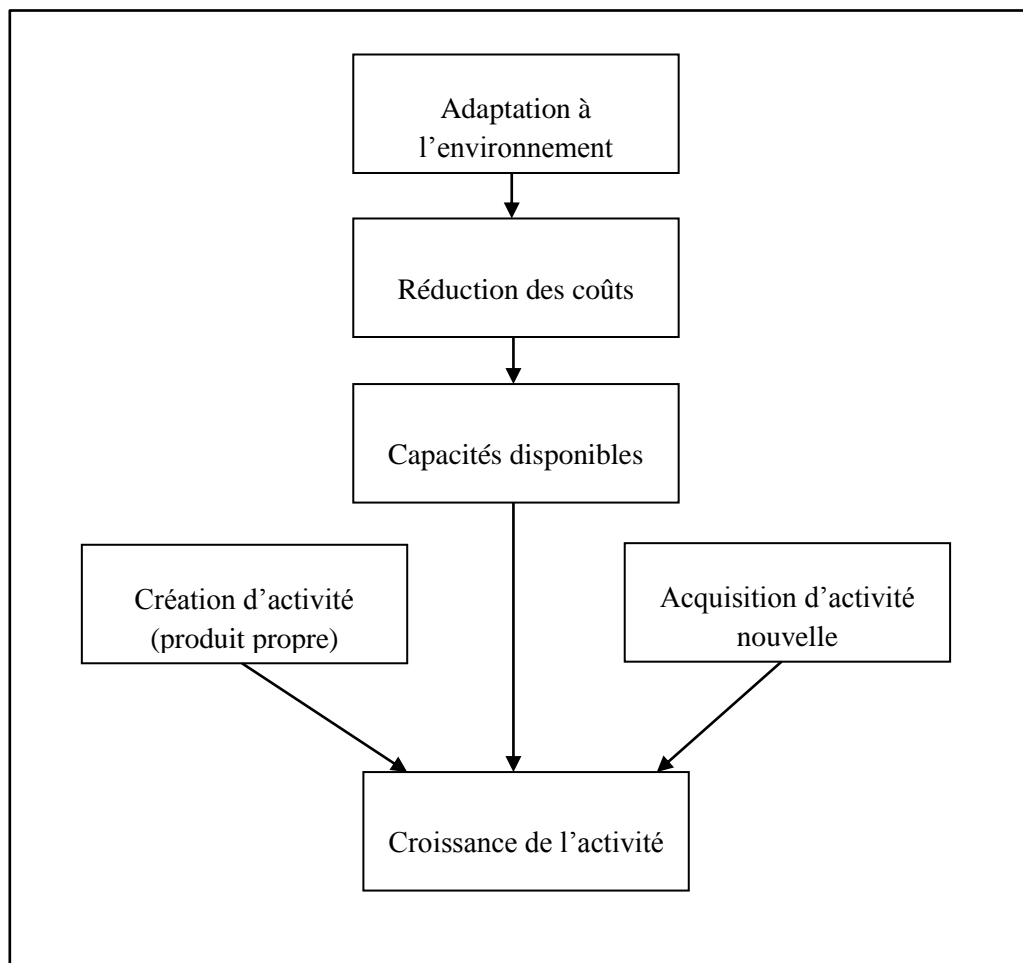 Adaptation à
l’environnement
Réduction des coûts
Capacités disponibles
Création d’activité
(produit propre)
Acquisition d’activité
nouvelle
Croissance de l’activité